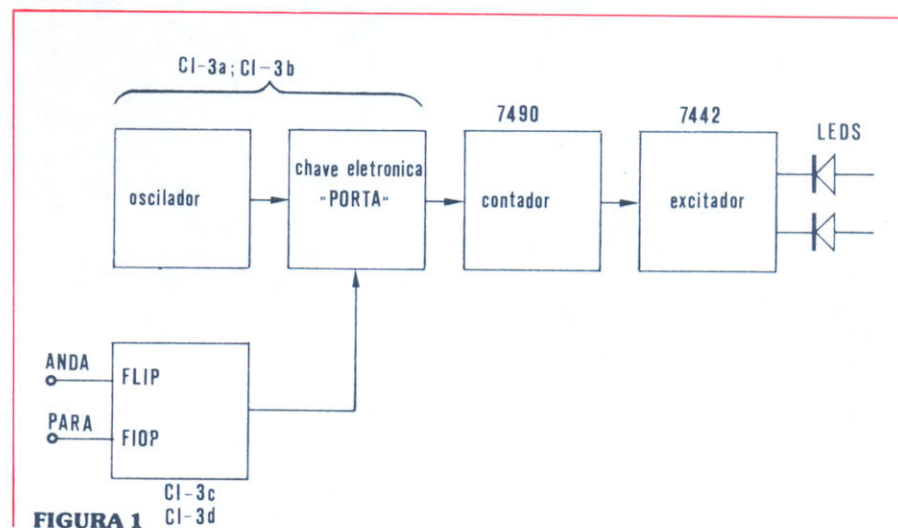 CI-3a; CI-3b
7490
7442
LEDS
oscilador
chave eletronica
"PORTA"
contador
excitador
ANDA
FLIP
PARA
FlOP
CI-3c
CI-3d
FIGURA 1